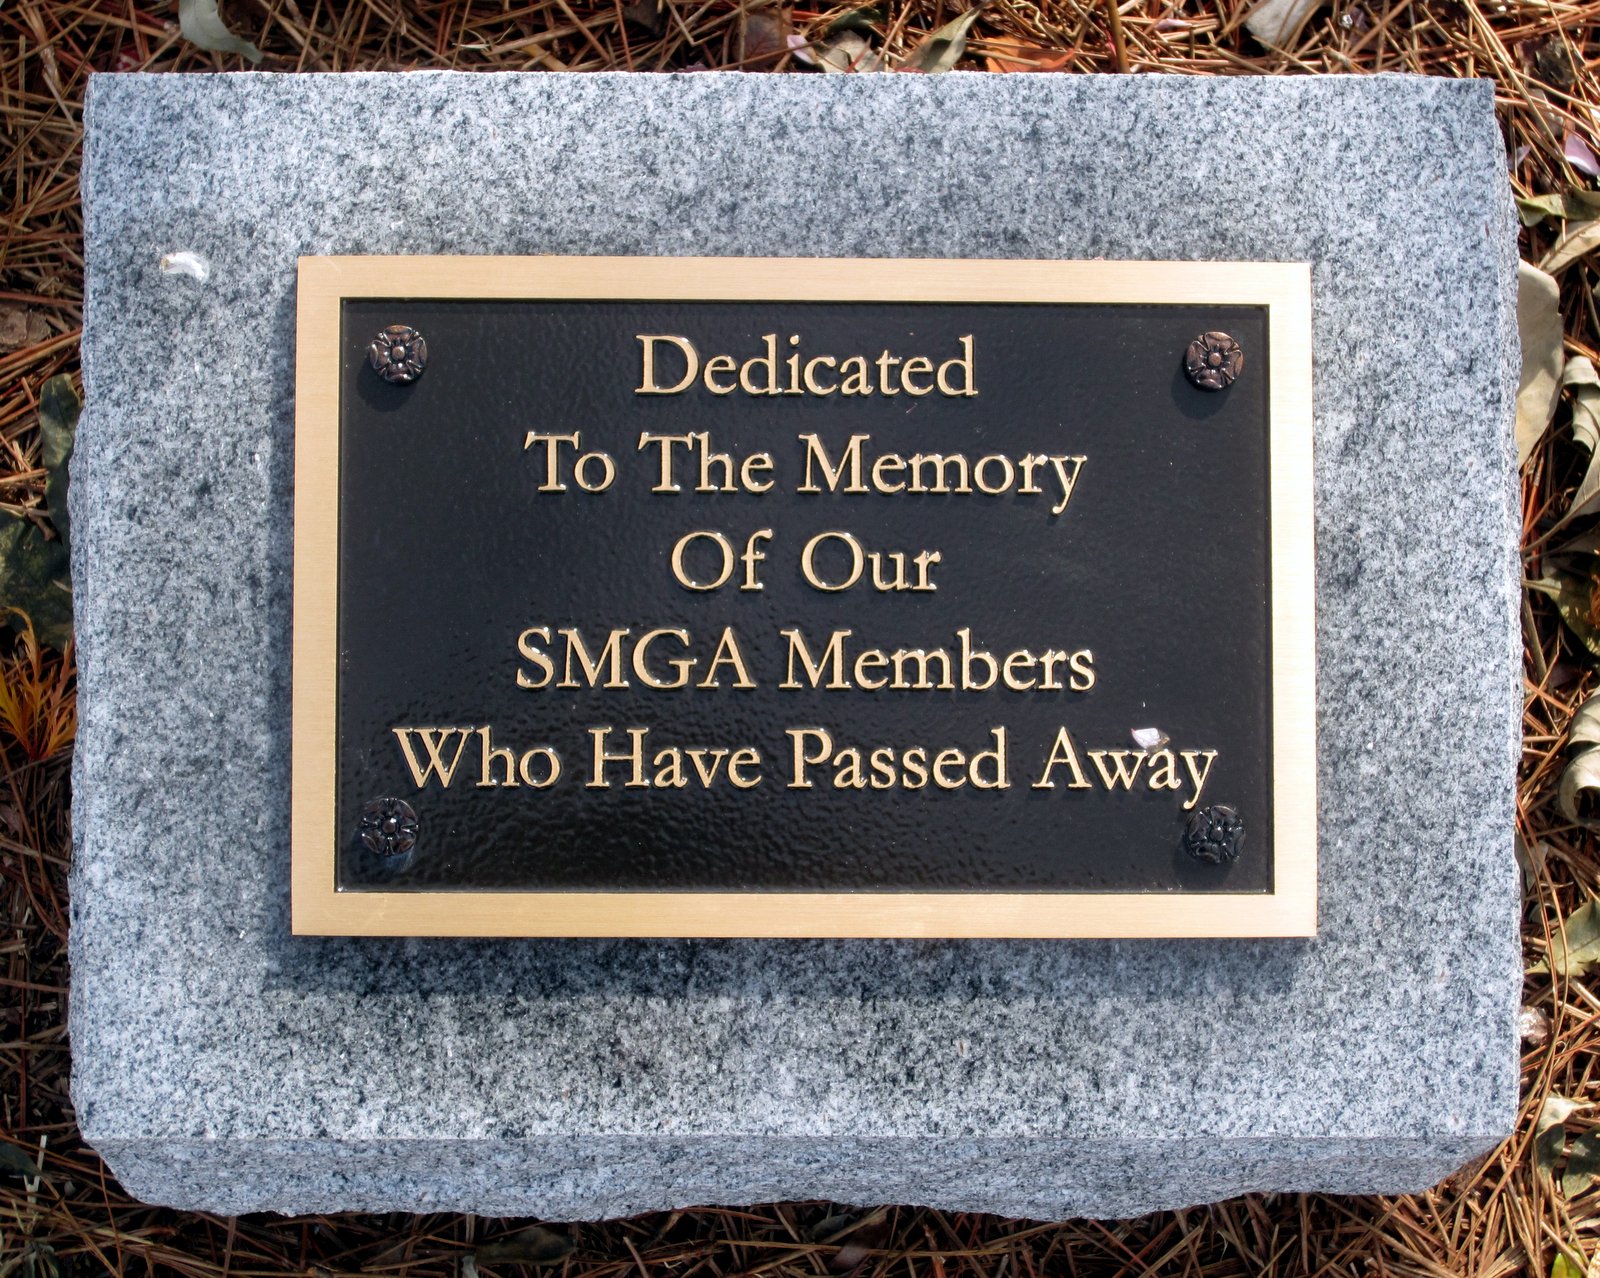 Dedicated
To The Memory
Of Our
SMGA Members
Who Have Passed Away